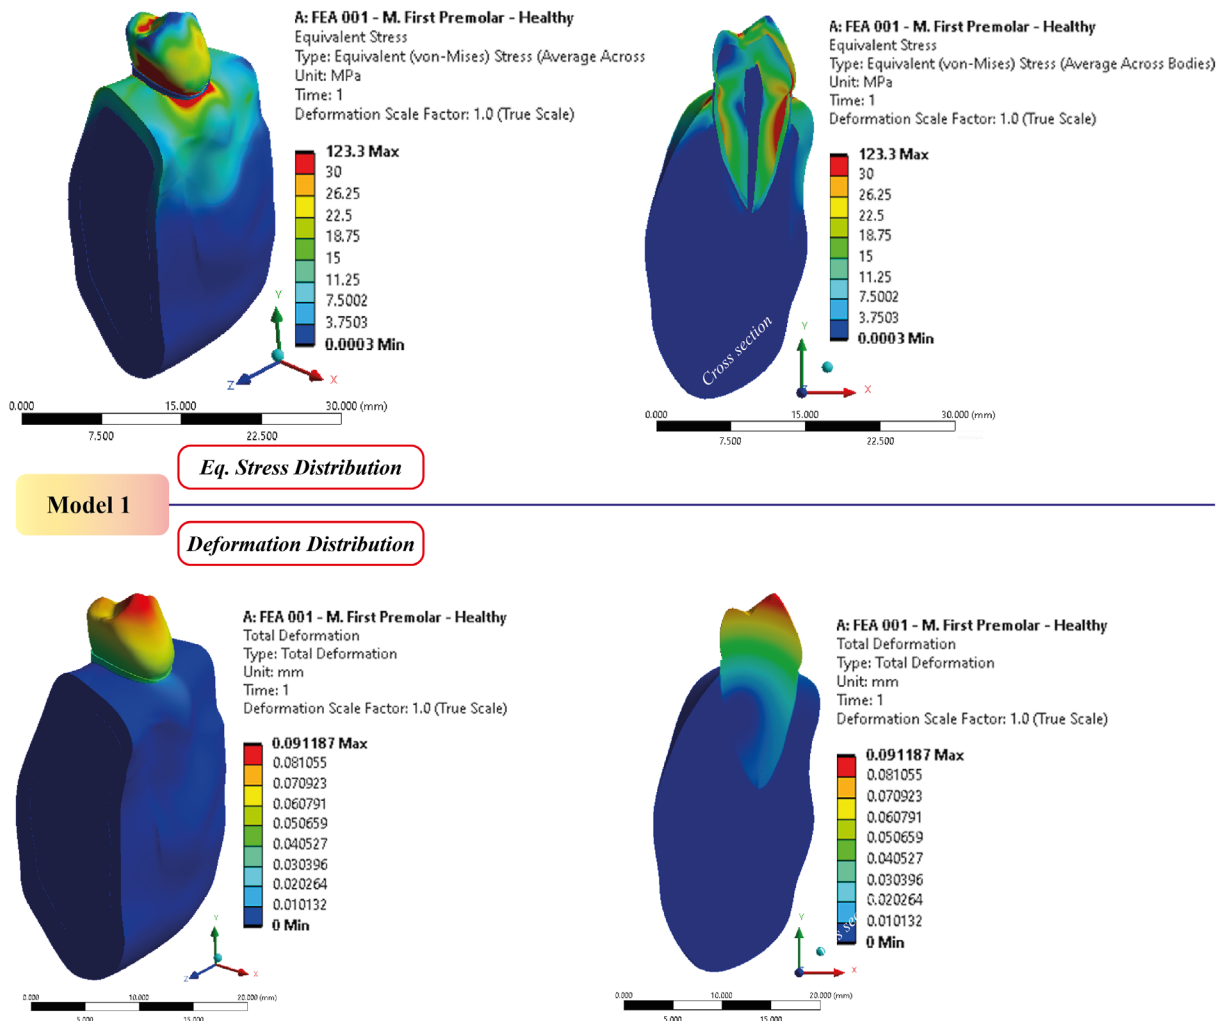 A: FEA 001 - M. First Premolar - Healthy
Equivalent Stress
Type: Equivalent (von-Mises) Stress (Average Across
Unit: MPa
Time: 1
Deformation Scale Factor: 1.0 (True Scale)
123.3 Max
30
26.25
22.5
18.75
15
11.25
7.5002
3.7503
0.0003 Min
Y
Z
X
0.000
15.000
30.000 (mm)
7.500
22.500
A: FEA 001 - M. First Premolar - Healthy
Equivalent Stress
Type: Equivalent (von-Mises) Stress (Average Across Bodies)
Unit: MPa
Time: 1
Deformation Scale Factor: 1.0 (True Scale)
123.3 Max
30
26.25
22.5
18.75
15
11.25
7.5002
3.7503
0.0003 Min
Cross section
Y
Z
X
0.000
15.000
30.000 (mm)
7.500
22.500
Eq. Stress Distribution
Model 1
Deformation Distribution
A: FEA 001 - M. First Premolar - Healthy
Total Deformation
Type: Total Deformation
Unit: mm
Time: 1
Deformation Scale Factor: 1.0 (True Scale)
0.091187 Max
0.081055
0.070923
0.060791
0.050659
0.040527
0.030396
0.020264
0.010132
0 Min
Y
Z
X
0.000
10.000
20.000 (mm)
5.000
15.000
A: FEA 001 - M. First Premolar - Healthy
Total Deformation
Type: Total Deformation
Unit: mm
Time: 1
Deformation Scale Factor: 1.0 (True Scale)
0.091187 Max
0.081055
0.070923
0.060791
0.050659
0.040527
0.030396
0.020264
0.010132
0 Min
Y
X
0.000
10.000
20.000 (mm)
5.000
15.000